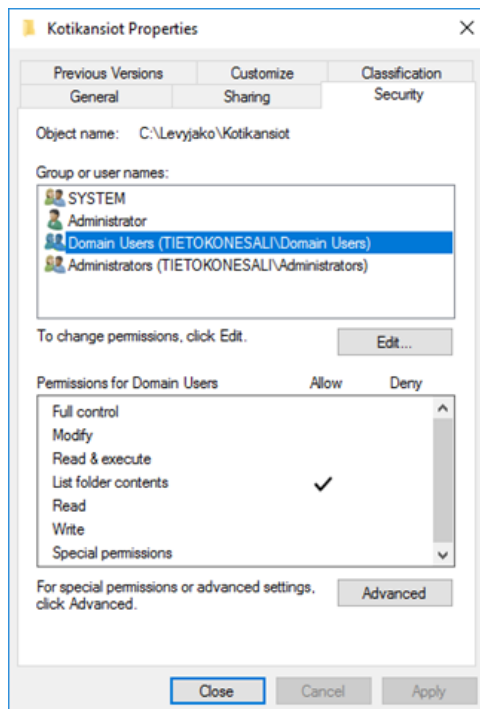 Kotikansiot Properties
Previous Versions Customize Classification
General Sharing Security
Object name: C:\Levyjako\Kotikansiot
Group or user names:
SYSTEM
Administrator
Domain Users (TIETOKONESALI\Domain Users)
Administrators (TIETOKONESALI\Administrators)
To change permissions, click Edit.
Edit...
Permissions for Domain Users Allow Deny
Full control
Modify
Read & execute
List folder contents
Read
Write
Special permissions
For special permissions or advanced settings,
click Advanced.
Advanced
Close Cancel Apply